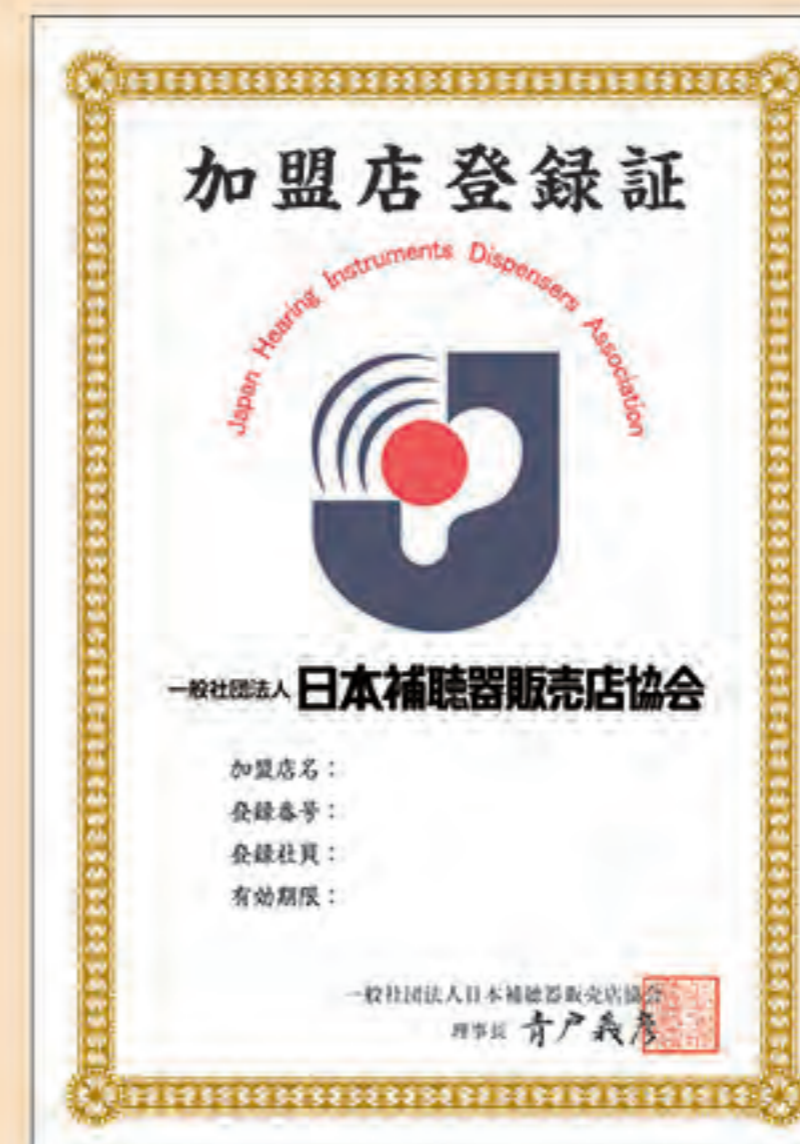 加盟店登録証
Japan Hearing Instruments Dispensers Association
一般社団法人 日本補聴器販売店協会
加盟店名：
登録番号：
登録社員：
有効期限：
一般社団法人日本補聴器販売店協会
理事長 青戸義彦